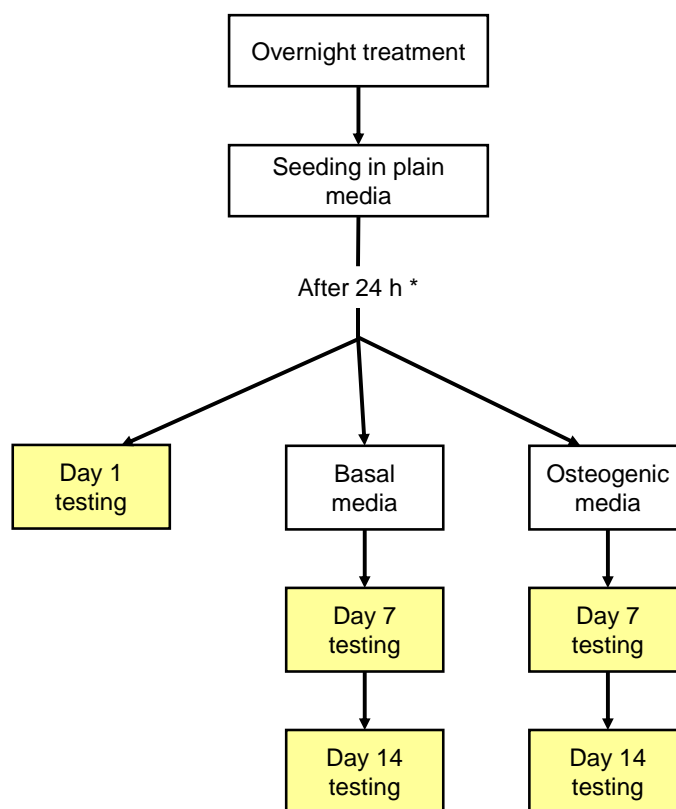 Overnight treatment
Seeding in plain
media
After 24 h *
Day 1
testing
Basal
media
Osteogenic
media
Day 7
testing
Day 7
testing
Day 14
testing
Day 14
testing